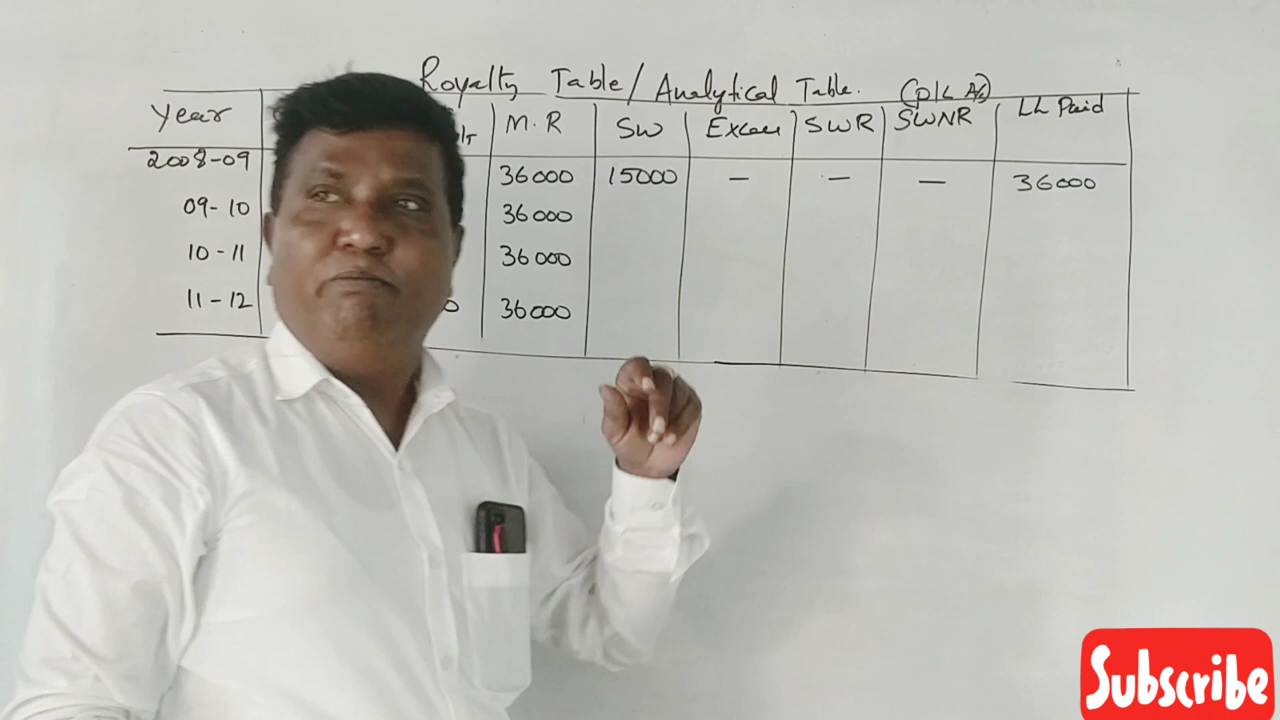 Royalty Table/Analytical Table. (P/L A/c)
Year M.R SW Excess SWR SWNR LL Paid
2008-09 36000 15000 — — — 36000
09-10 36000
10-11 36000
11-12 0 36000
Subscribe